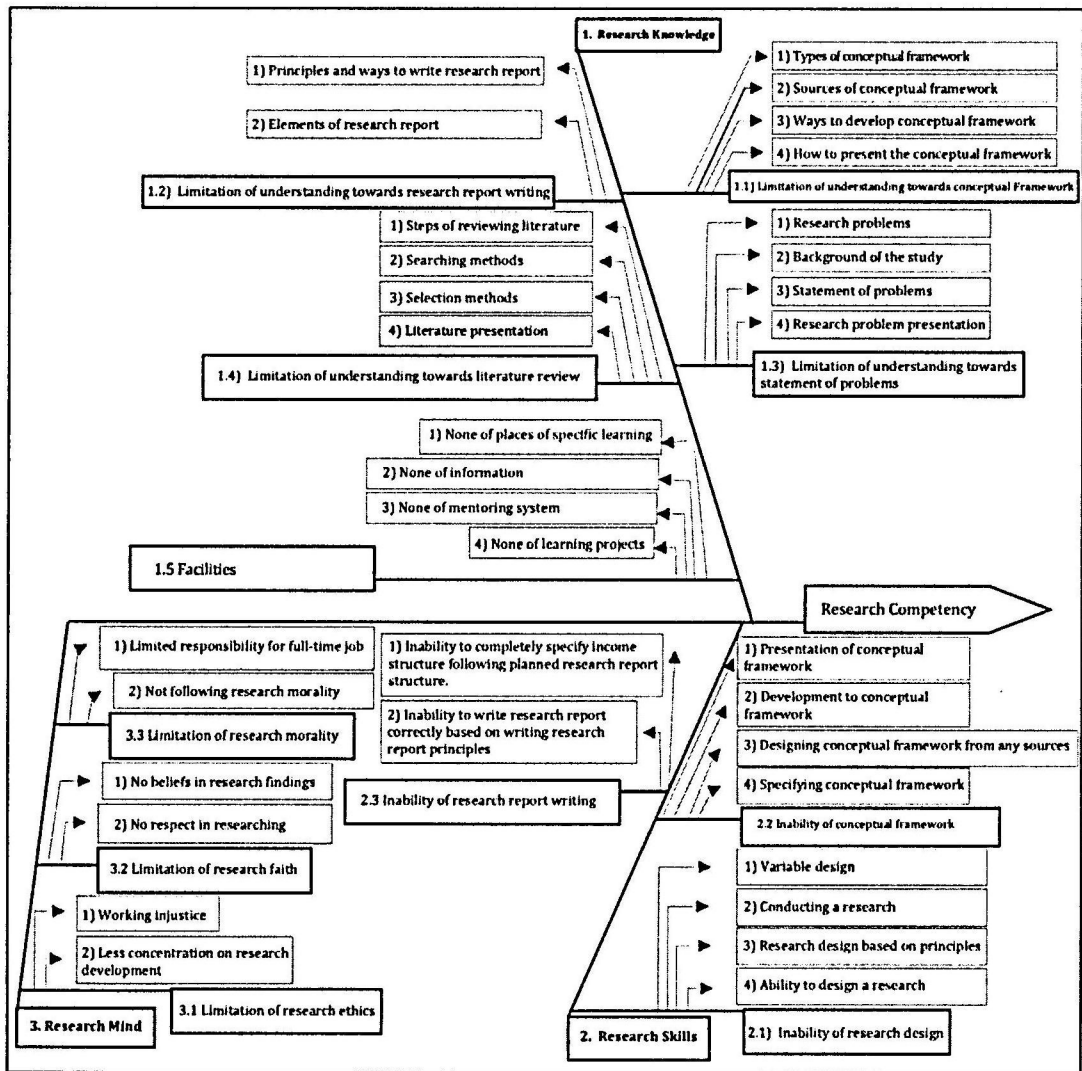 1. Research Knowledge
1) Principles and ways to write research report
2) Elements of research report
1.2) Limitation of understanding towards research report writing
1) Types of conceptual framework
2) Sources of conceptual framework
3) Ways to develop conceptual framework
4) How to present the conceptual framework
1.1) Limitation of understanding towards conceptual Framework
1) Steps of reviewing literature
2) Searching methods
3) Selection methods
4) Literature presentation
1.4) Limitation of understanding towards literature review
1) Research problems
2) Background of the study
3) Statement of problems
4) Research problem presentation
1.3) Limitation of understanding towards
statement of problems
1) None of places of specific learning
2) None of information
3) None of mentoring system
4) None of learning projects
1.5 Facilities
Research Competency
1) Limited responsibility for full-time job
2) Not following research morality
3.3 Limitation of research morality
1) No beliefs in research findings
2) No respect in researching
3.2 Limitation of research faith
1) Working injustice
2) Less concentration on research
development
3.1 Limitation of research ethics
3. Research Mind
1) Inability to completely specify income
structure following planned research report
structure.
2) Inability to write research report
correctly based on writing research
report principles
2.3 Inability of research report writing
1) Presentation of conceptual
framework
2) Development to conceptual
framework
3) Designing conceptual framework from any sources
4) Specifying conceptual framework
2.2 Inability of conceptual framework
1) Variable design
2) Conducting a research
3) Research design based on principles
4) Ability to design a research
2.1) Inability of research design
2. Research Skills